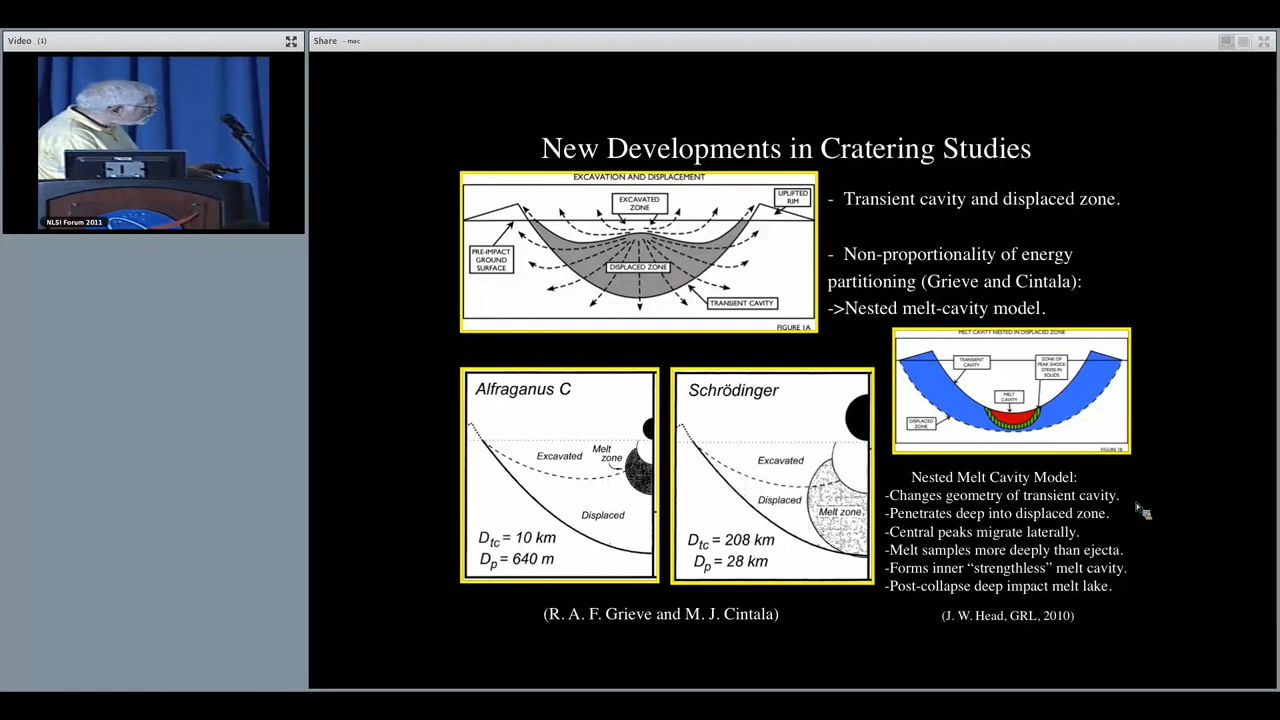 Video (1)
Share - mac
NLSI Forum 2011
New Developments in Cratering Studies
EXCAVATION AND DISPLACEMENT
EXCAVATED
ZONE
UPLIFTED
RIM
PRE-IMPACT
GROUND
SURFACE
DISPLACED ZONE
TRANSIENT CAVITY
FIGURE 1A
- Transient cavity and displaced zone.
- Non-proportionality of energy
partitioning (Grieve and Cintala):
->Nested melt-cavity model.
MELT CAVITY NESTED IN DISPLACED ZONE
TRANSIENT
CAVITY
ZONE OF
PEAK SHOCK
STRESS IN
SOLIDS
MELT
CAVITY
DISPLACED
ZONE
FIGURE 1B
Alfraganus C
Excavated
Melt
zone
Displaced
Dtc = 10 km
Dp = 640 m
Schrödinger
Excavated
Displaced
Melt zone
Dtc = 208 km
Dp = 28 km
(R. A. F. Grieve and M. J. Cintala)
Nested Melt Cavity Model:
-Changes geometry of transient cavity.
-Penetrates deep into displaced zone.
-Central peaks migrate laterally.
-Melt samples more deeply than ejecta.
-Forms inner “strengthless” melt cavity.
-Post-collapse deep impact melt lake.
(J. W. Head, GRL, 2010)